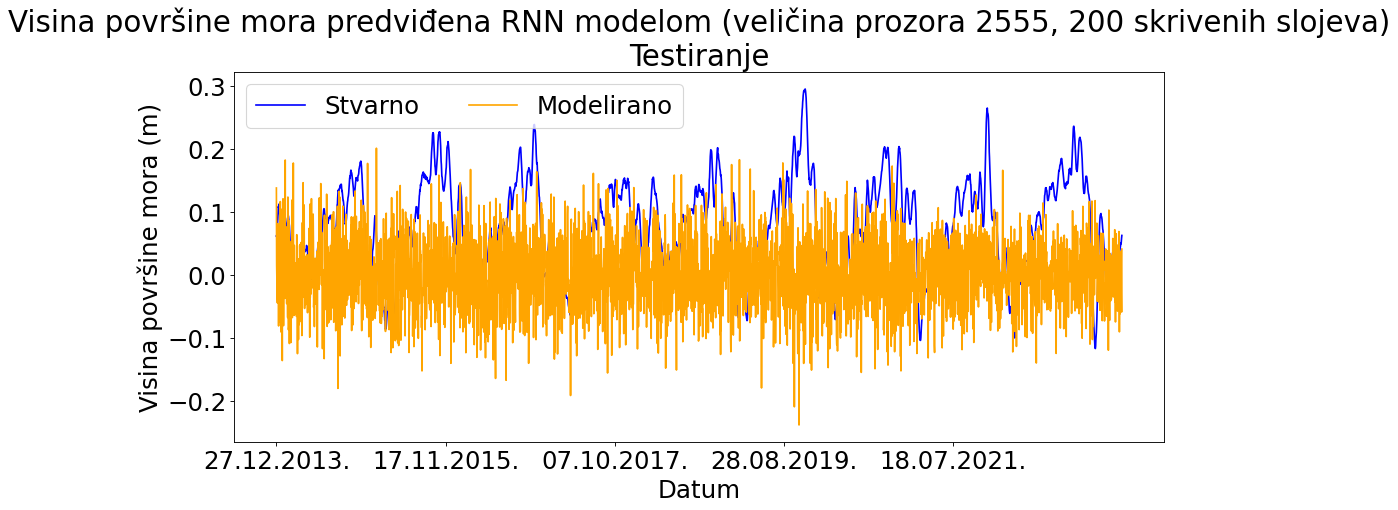 Visina površine mora predviđena RNN modelom (veličina prozora 2555, 200 skrivenih slojeva)
Testiranje
Stvarno Modelirano
Visina površine mora (m)
0.3
0.2
0.1
0.0
−0.1
−0.2
27.12.2013. 17.11.2015. 07.10.2017. 28.08.2019. 18.07.2021.
Datum